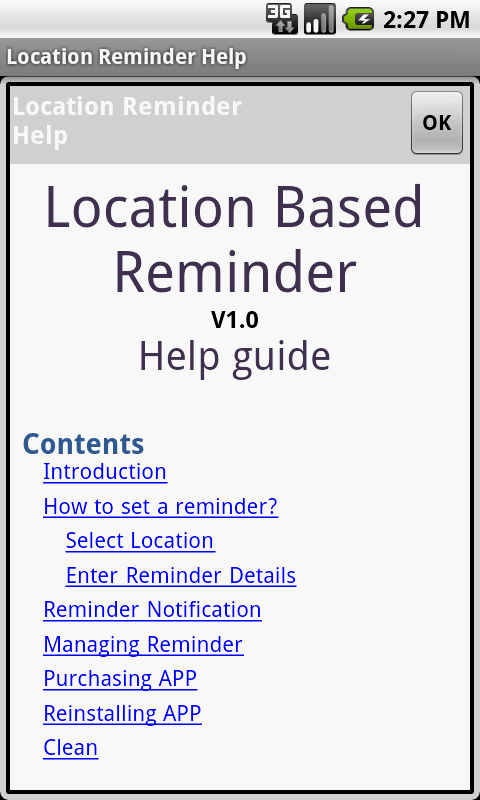 3G 2:27 PM
Location Reminder Help
Location Reminder
Help
OK
Location Based
Reminder
V1.0
Help guide
Contents
Introduction
How to set a reminder?
Select Location
Enter Reminder Details
Reminder Notification
Managing Reminder
Purchasing APP
Reinstalling APP
Clean